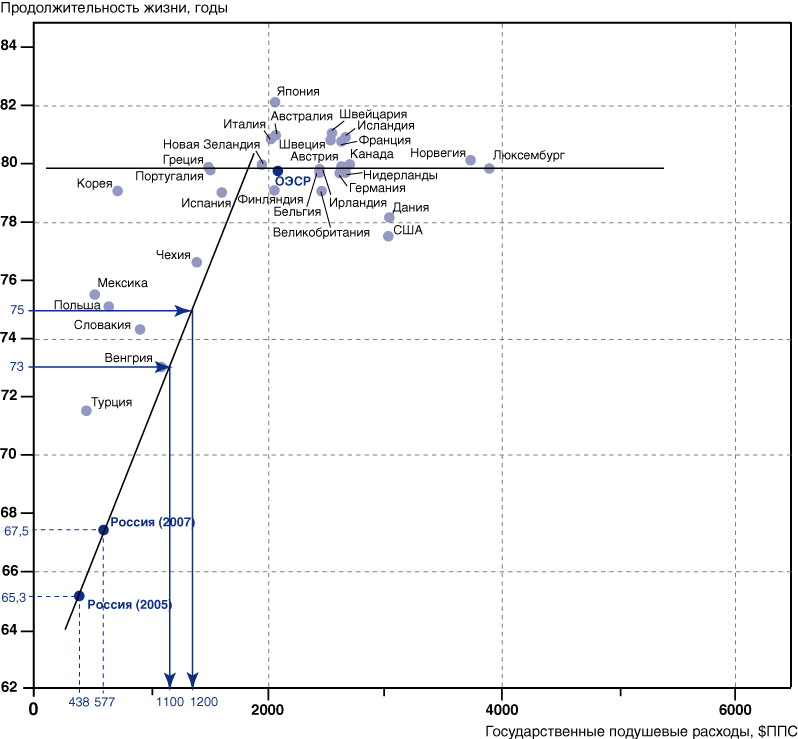 Продолжительность жизни, годы
84
82
Япония
Австралия
Швейцария
Италия
Исландия
Новая Зеландия
Швеция
Франция
80
Греция
Австрия
Канада
Норвегия
Люксембург
Португалия
ОЭСР
Нидерланды
Корея
Германия
Испания
Финляндия
Ирландия
Бельгия
Дания
78
Великобритания
США
Чехия
76
Мексика
Польша
75
Словакия
74
Венгрия
73
72
Турция
70
68
Россия (2007)
67,5
66
65,3
Россия (2005)
64
62
438 577 1100 1200
0 2000 4000 6000
Государственные подушевые расходы, $ППС